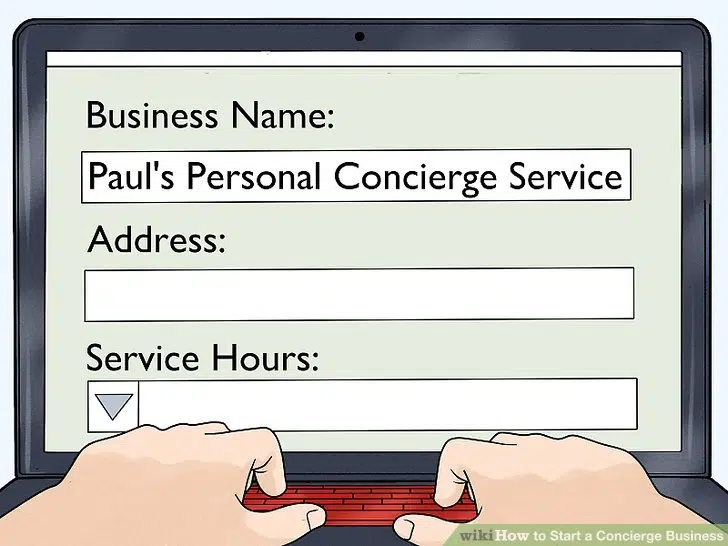 Business Name:
Paul's Personal Concierge Service
Address:
Service Hours:
wikiHow to Start a Concierge Business